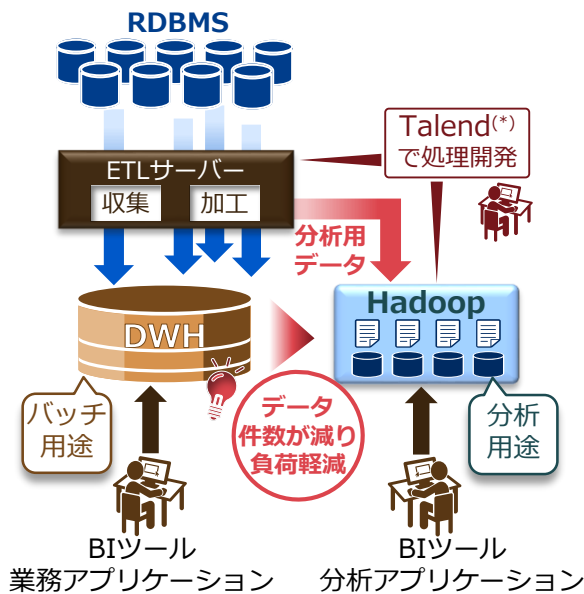 RDBMS
Talend(*)
で処理開発
ETLサーバー
収集
加工
分析用
データ
DWH
Hadoop
バッチ
用途
データ
件数が減り
負荷軽減
分析
用途
BIツール
業務アプリケーション
BIツール
分析アプリケーション